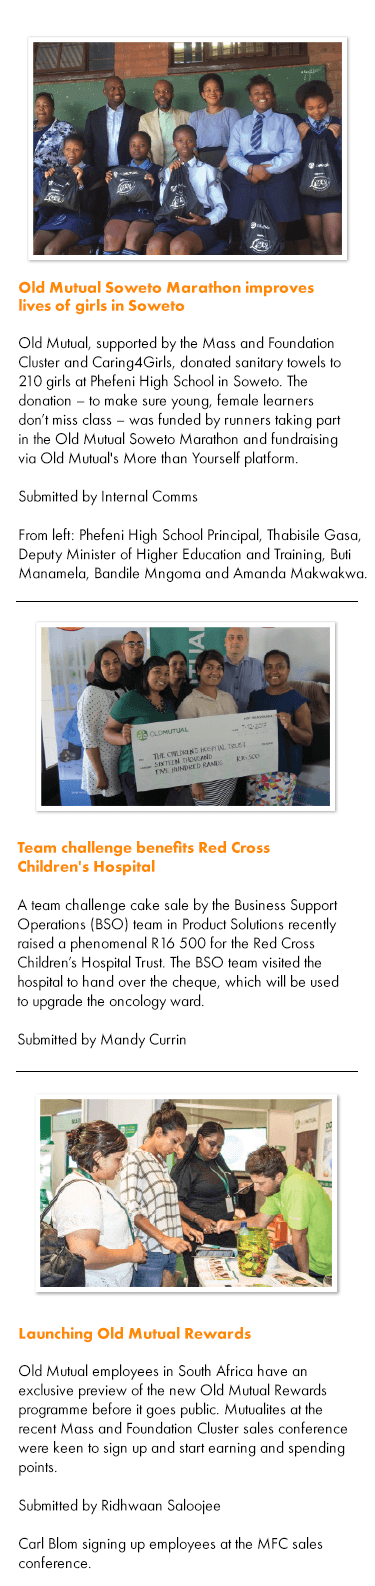 Old Mutual Soweto Marathon improves
lives of girls in Soweto
Old Mutual, supported by the Mass and Foundation
Cluster and Caring4Girls, donated sanitary towels to
210 girls at Phefeni High School in Soweto. The
donation – to make sure young, female learners
don’t miss class – was funded by runners taking part
in the Old Mutual Soweto Marathon and fundraising
via Old Mutual's More than Yourself platform.
Submitted by Internal Comms
From left: Phefeni High School Principal, Thabisile Gasa,
Deputy Minister of Higher Education and Training, Buti
Manamela, Bandile Mngoma and Amanda Makwakwa.
OLDMUTUAL
THE CHILDREN'S HOSPITAL TRUST
SIXTEEN THOUSAND
FIVE HUNDRED RANDS
Team challenge benefits Red Cross
Children's Hospital
A team challenge cake sale by the Business Support
Operations (BSO) team in Product Solutions recently
raised a phenomenal R16 500 for the Red Cross
Children’s Hospital Trust. The BSO team visited the
hospital to hand over the cheque, which will be used
to upgrade the oncology ward.
Submitted by Mandy Currin
Launching Old Mutual Rewards
Old Mutual employees in South Africa have an
exclusive preview of the new Old Mutual Rewards
programme before it goes public. Mutualites at the
recent Mass and Foundation Cluster sales conference
were keen to sign up and start earning and spending
points.
Submitted by Ridhwaan Saloojee
Carl Blom signing up employees at the MFC sales
conference.